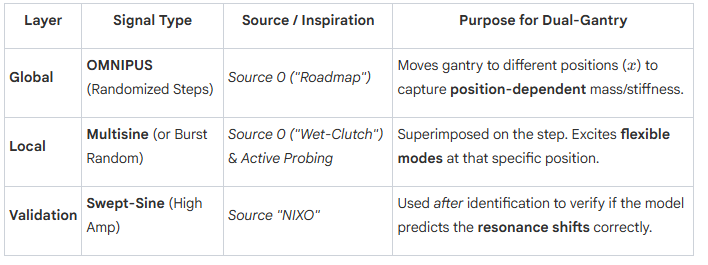 Layer Signal Type Source / Inspiration Purpose for Dual-Gantry
Global
OMNIPUS
(Randomized Steps)
Source 0 ("Roadmap")
Moves gantry to different positions (x) to
capture position-dependent mass/stiffness.
Local
Multisine (or Burst
Random)
Source 0 ("Wet-Clutch")
& Active Probing
Superimposed on the step. Excites flexible
modes at that specific position.
Validation
Swept-Sine (High
Amp)
Source "NIXO"
Used after identification to verify if the model
predicts the resonance shifts correctly.